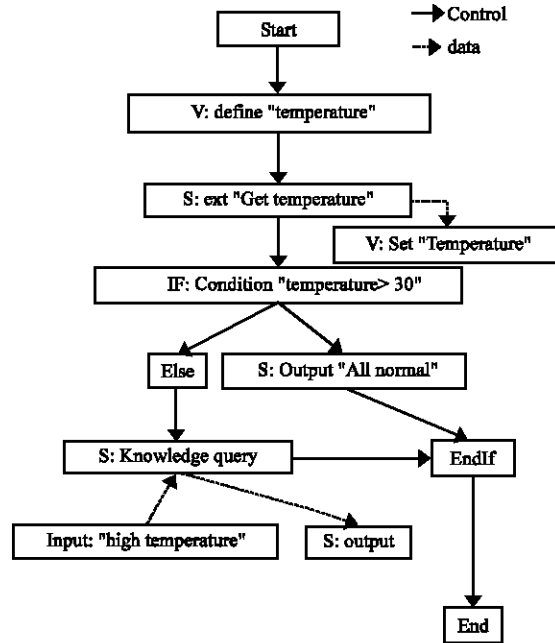 Start
Control
data
V: define "temperature"
S: ext "Get temperature"
V: Set "Temperature"
IF: Condition "temperature> 30"
Else
S: Output "All normal"
S: Knowledge query
EndIf
Input: "high temperature"
S: output
End